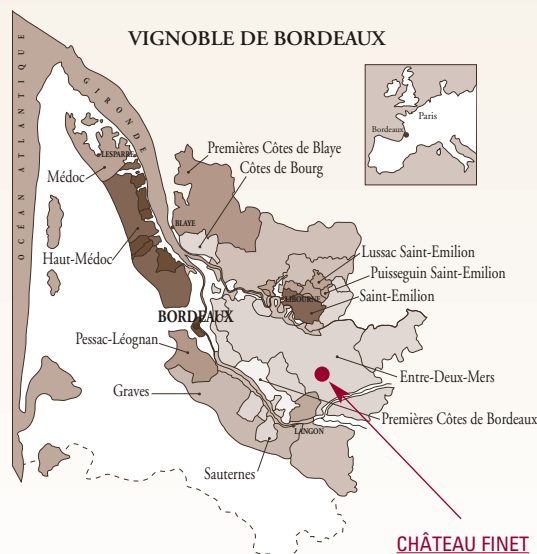 VIGNOBLE DE BORDEAUX
OCÉAN ATLANTIQUE
GIRONDE
Paris
Bordeaux
LESPARRE
Médoc
Premières Côtes de Blaye
Côtes de Bourg
BLAYE
Haut-Médoc
Lussac Saint-Emilion
Puisseguin Saint-Emilion
LIBOURNE
Saint-Emilion
BORDEAUX
Pessac-Léognan
Entre-Deux-Mers
Graves
Premières Côtes de Bordeaux
LANGON
Sauternes
CHÂTEAU FINET